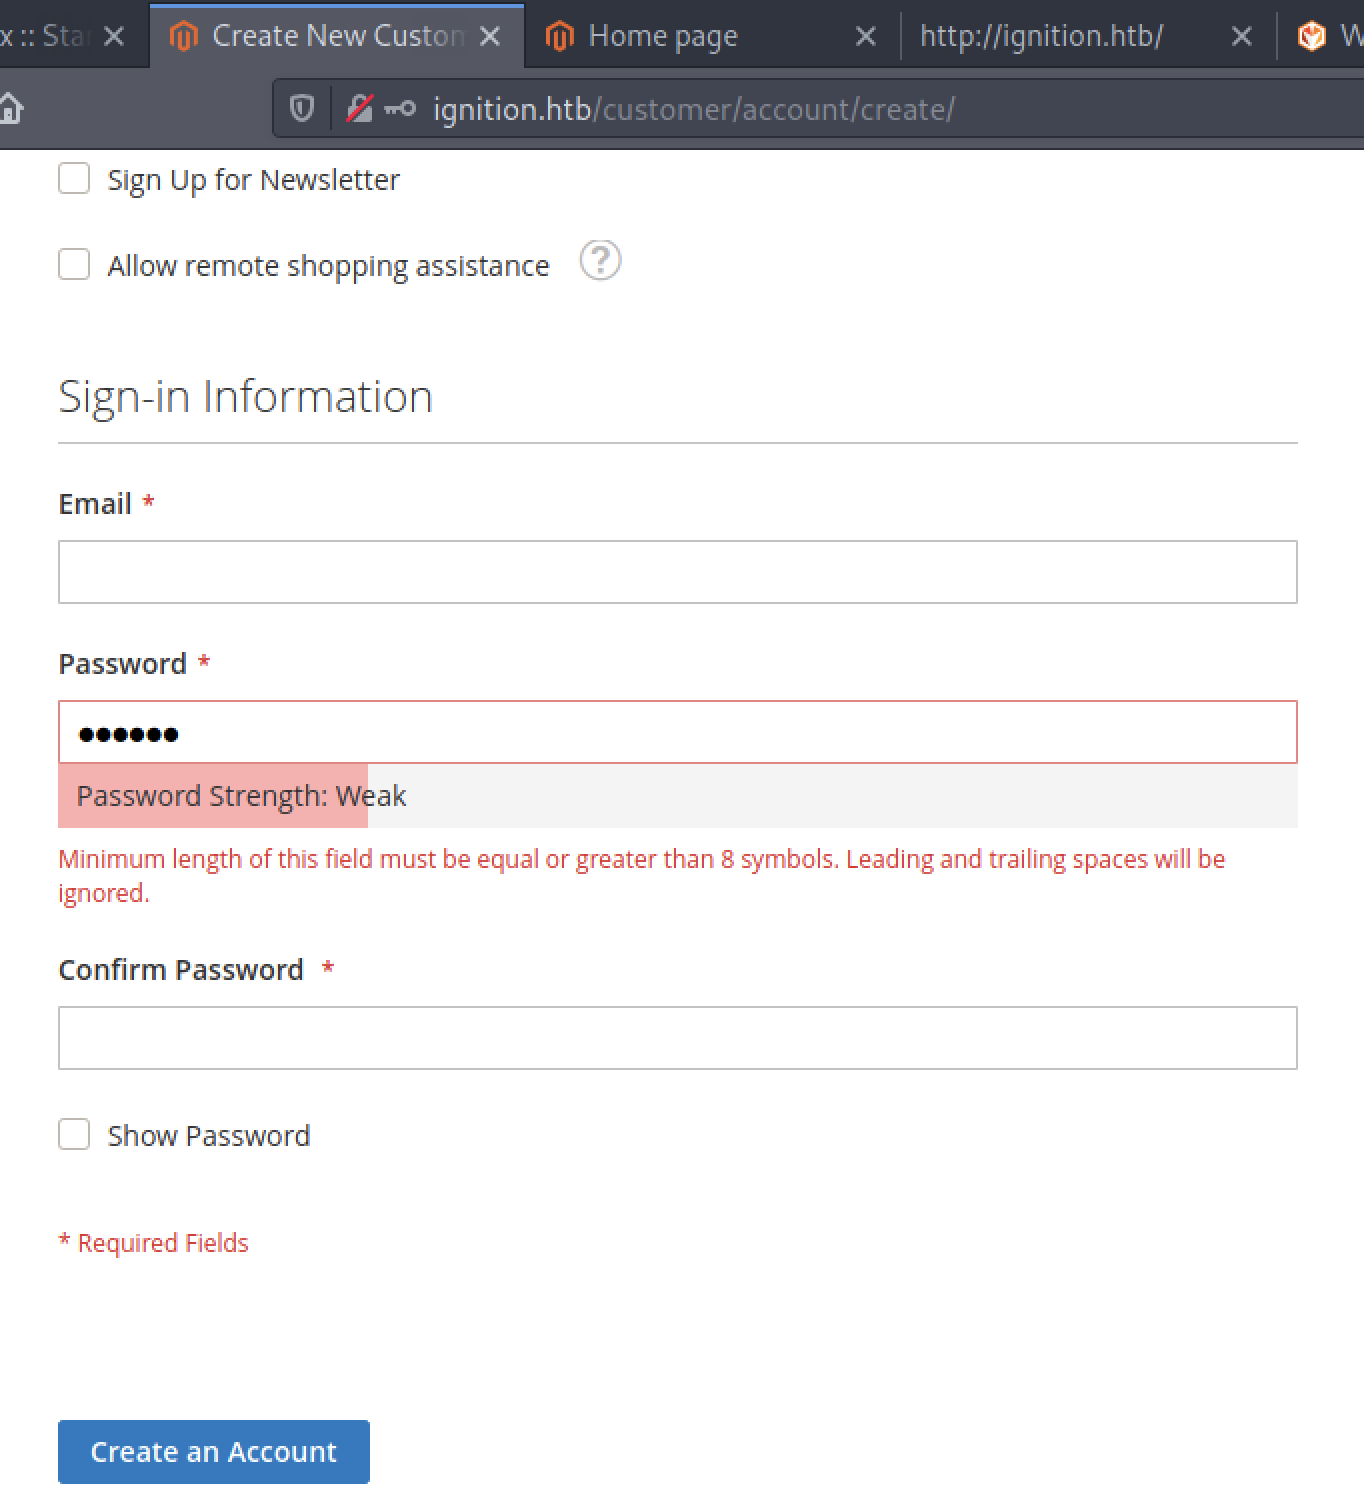 x :: Star
Create New Custom
Home page
http://ignition.htb/
W
ignition.htb/customer/account/create/
Sign Up for Newsletter
Allow remote shopping assistance ?
Sign-in Information
Email *
Password *
••••••
Password Strength: Weak
Minimum length of this field must be equal or greater than 8 symbols. Leading and trailing spaces will be
ignored.
Confirm Password *
Show Password
* Required Fields
Create an Account